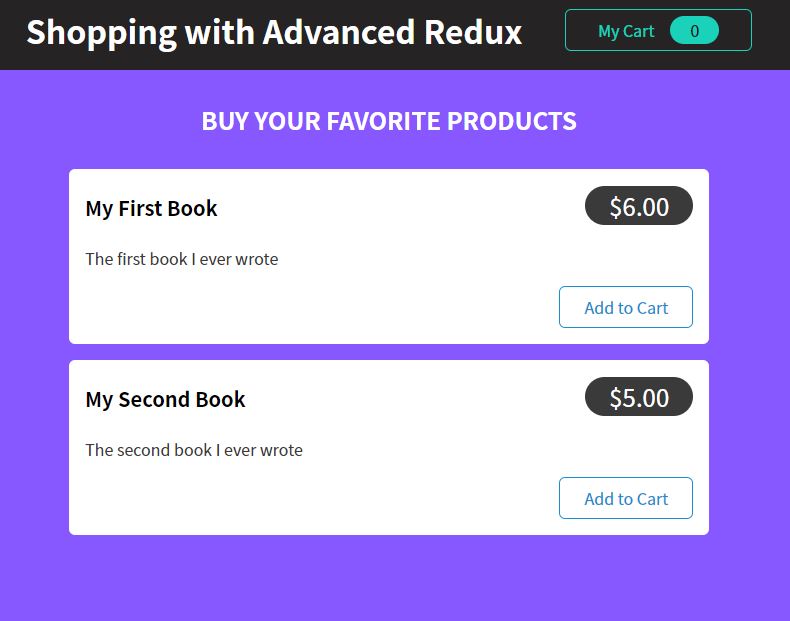 Shopping with Advanced Redux
My Cart 0
BUY YOUR FAVORITE PRODUCTS
My First Book
$6.00
The first book I ever wrote
Add to Cart
My Second Book
$5.00
The second book I ever wrote
Add to Cart